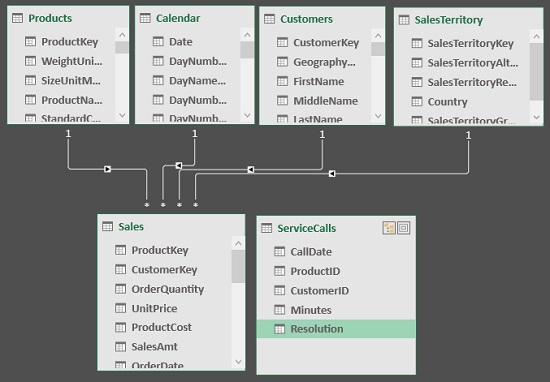 Products
ProductKey
WeightUni...
SizeUnitM...
ProductNa...
StandardC...
Calendar
Date
DayNumb...
DayName...
DayNumb...
DayNumb...
Customers
CustomerKey
Geography...
FirstName
MiddleName
LastName
SalesTerritory
SalesTerritoryKey
SalesTerritoryAlt...
SalesTerritoryRe...
Country
SalesTerritoryGr...
1
1
1
1
* * * *
Sales
ProductKey
CustomerKey
OrderQuantity
UnitPrice
ProductCost
SalesAmt
OrderDate
ServiceCalls
CallDate
ProductID
CustomerID
Minutes
Resolution